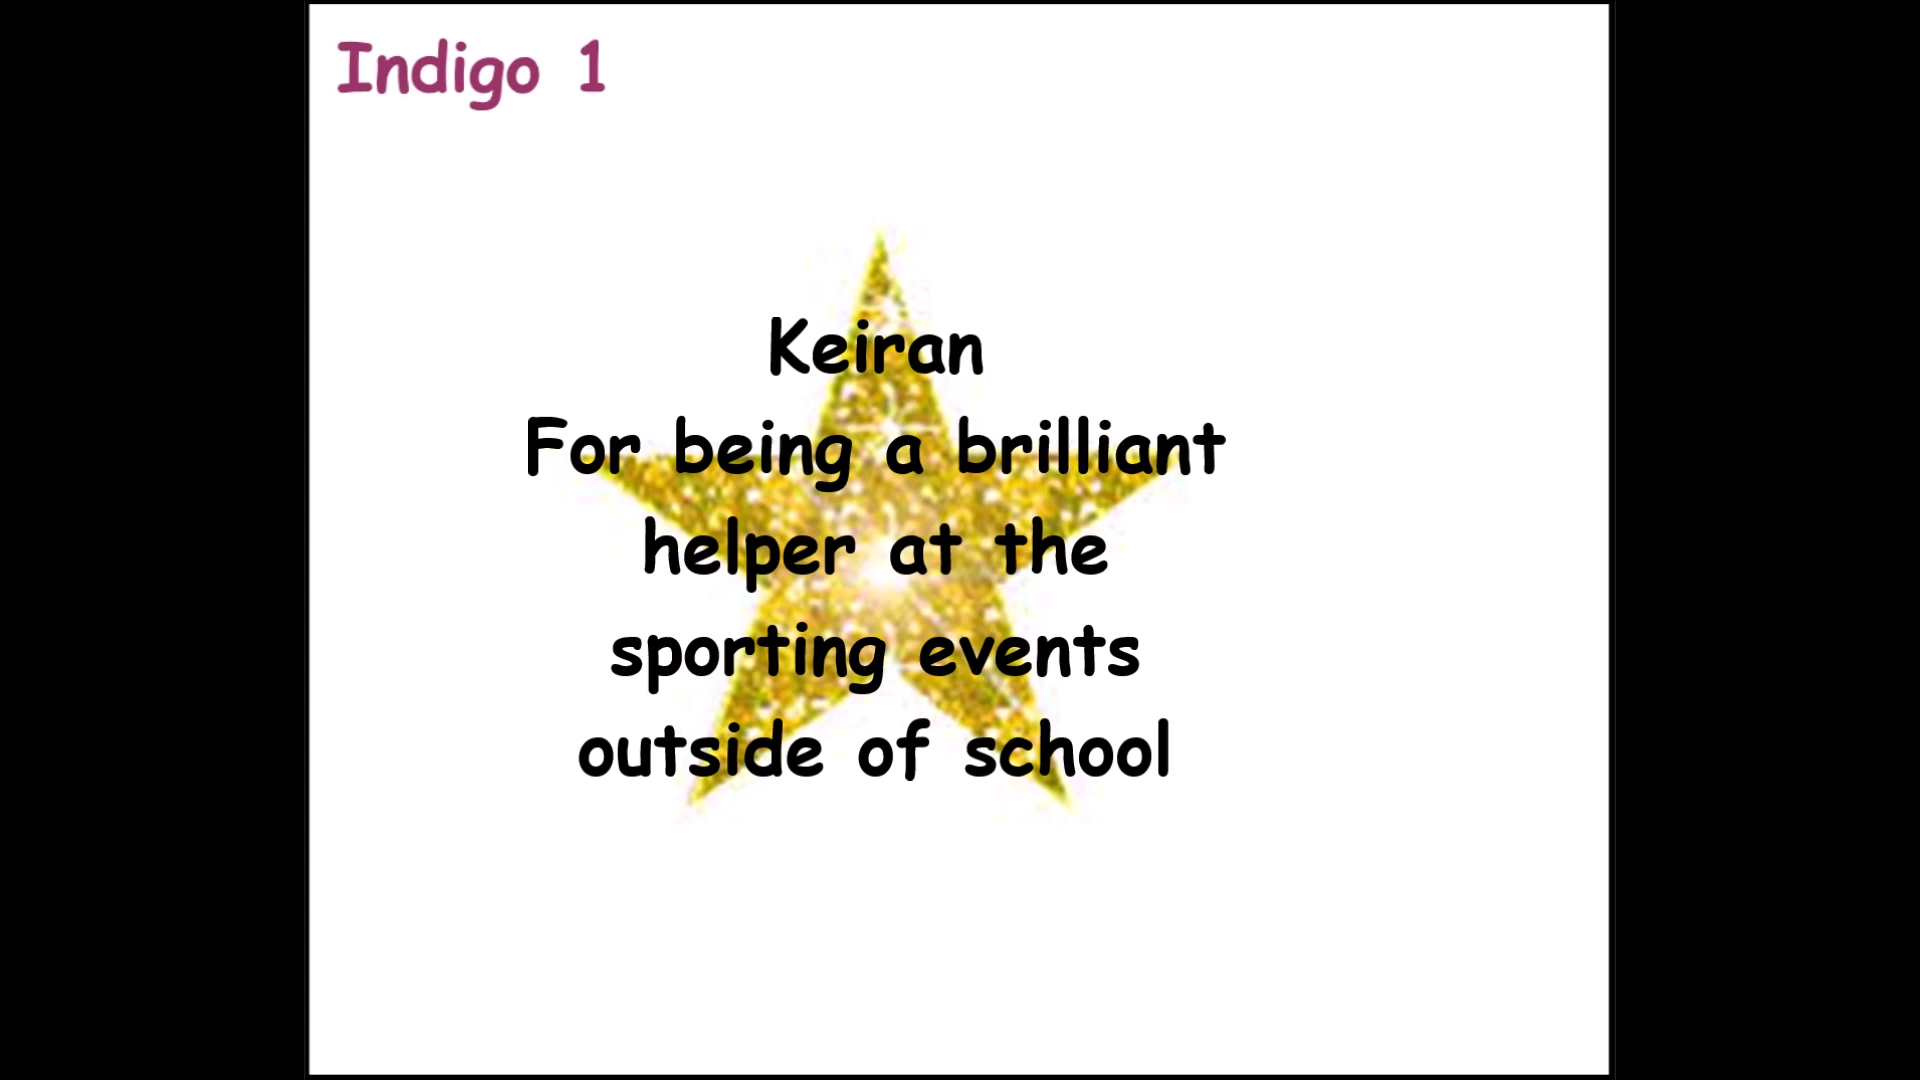 Indigo 1
Keiran
For being a brilliant
helper at the
sporting events
outside of school